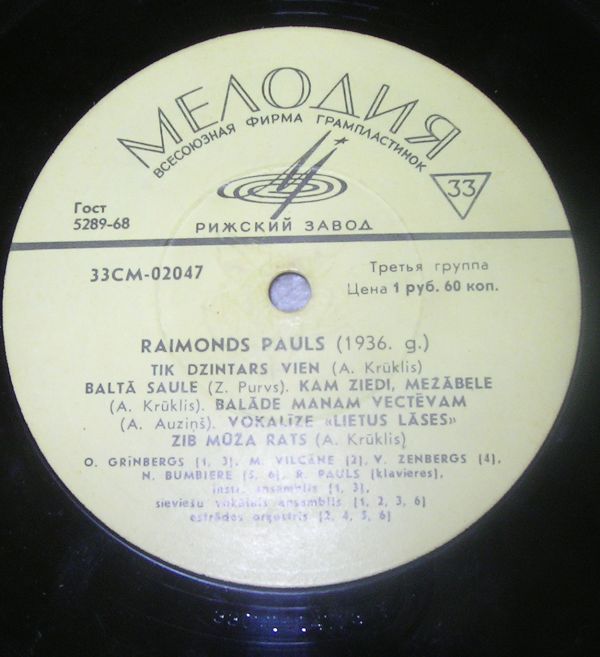 МЕЛОДИЯ
ВСЕСОЮЗНАЯ ФИРМА ГРАМПЛАСТИНОК
33
Гост
5289-68
РИЖСКИЙ ЗАВОД
33СМ-02047
Третья группа
Цена 1 руб. 60 коп.
RAIMONDS PAULS (1936. g.)
TIK DZINTARS VIEN (A. Krūklis)
BALTĀ SAULE (Z. Purvs). KAM ZIEDI, MEŽĀBELE
(A. Krūklis). BALĀDE MANAM VECTĒVAM
(A. Auziņš). VOKALĪZE «LIETUS LĀSES»
ZIB MŪŽA RATS (A. Krūklis)
O. GRĪNBERGS [1, 3], M. VILCĀNE [2], V. ZENBERGS [4],
N. BUMBIERE [5, 6], R. PAULS [klavieres],
instr. ansamblis [1, 3],
sieviešu vokālais ansamblis [1, 2, 3, 6]
estrādes orķestris [2, 4, 5, 6]